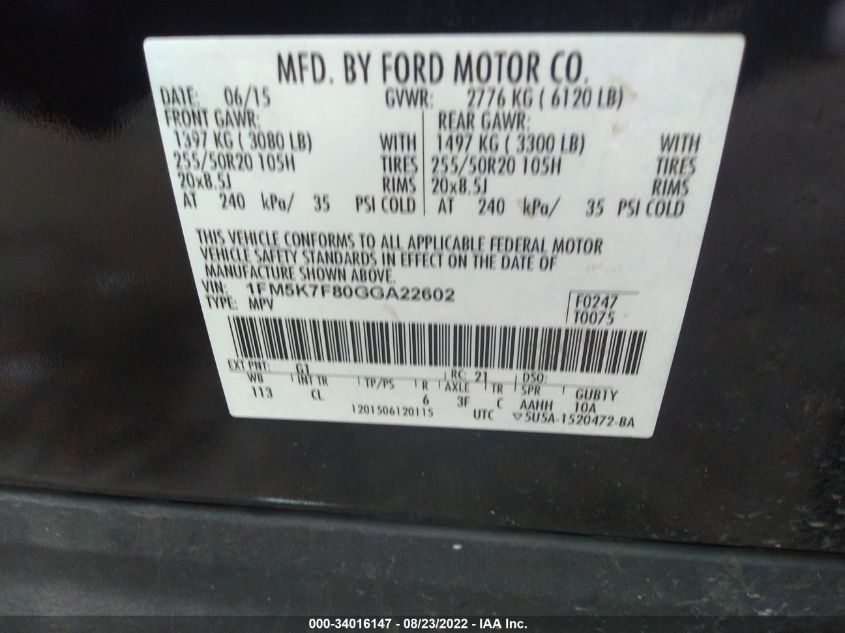 MFD. BY FORD MOTOR CO.
DATE: 06/15 GVWR: 2776 KG ( 6120 LB)
FRONT GAWR: REAR GAWR:
1397 KG ( 3080 LB) WITH 1497 KG ( 3300 LB) WITH
255/50R20 105H TIRES 255/50R20 105H TIRES
20x8.5J RIMS 20x8.5J RIMS
AT 240 kPa/ 35 PSI COLD AT 240 kPa/ 35 PSI COLD
THIS VEHICLE CONFORMS TO ALL APPLICABLE FEDERAL MOTOR
VEHICLE SAFETY STANDARDS IN EFFECT ON THE DATE OF
MANUFACTURE SHOWN ABOVE.
VIN: 1FM5K7F80GGA22602 F0247
TYPE: MPV T0075
EXT PNT: G1 RC: 21 DSO:
WB INT TR TP/PS R AXLE TR SPR GUB1Y
113 CL 6 3F C AAHH 10A
1201506120115 UTC ▽5U5A-1520472-BA
000-34016147 — 08/23/2022 — IAA Inc.